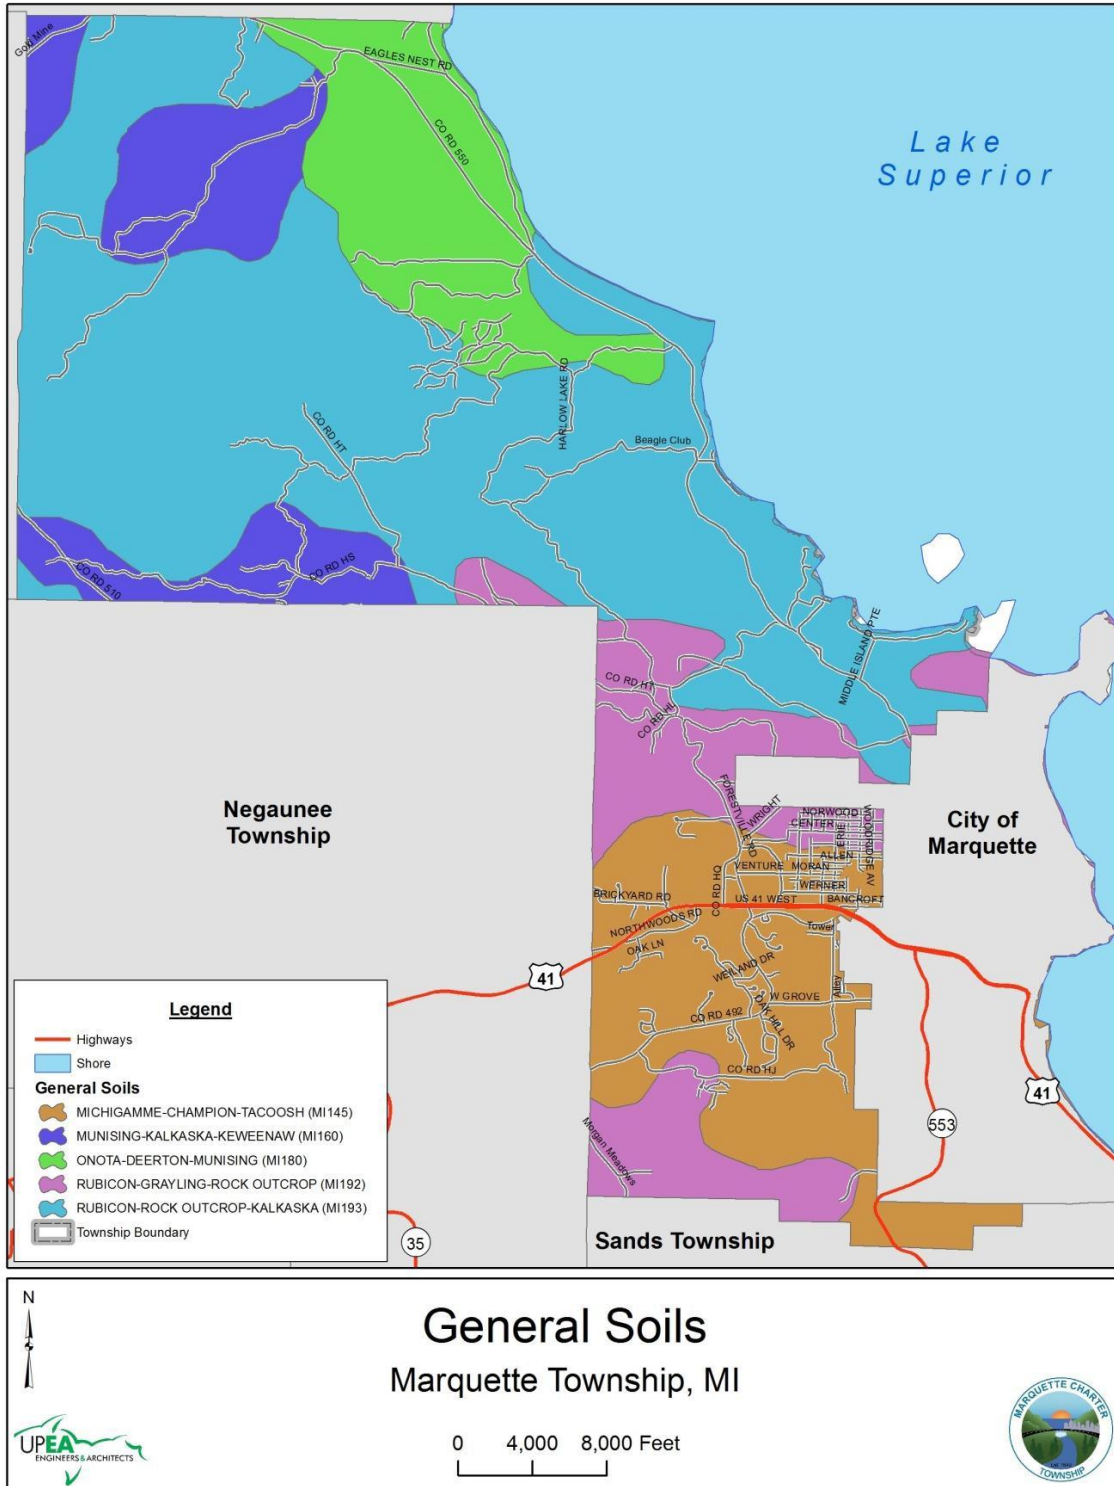 Gold Mine
EAGLES NEST RD
CO RD 550
Lake
Superior
HARLOW LAKE RD
CO RD HT
Beagle Club
CO RD 510
CO RD HS
MIDDLE ISLAND PTE
CO RD HT
CO RD HU
Negaunee
Township
City of
Marquette
FORESTVILLE RD
WRIGHT
NORWOOD
CENTER
ERIE
WOODRIDGE AV
ALLEN
VENTURE
MORAN
WERNER
CO RD HQ
US 41 WEST
BANCROFT
BRICKYARD RD
NORTHWOODS RD
OAK LN
Tower
WEILAND DR
W GROVE
Alley
OAK HILL DR
CO RD 492
CO RD HJ
Morgan Meadows
41
41
553
35
Sands Township
Legend
Highways
Shore
General Soils
MICHIGAMME-CHAMPION-TACOOSH (MI145)
MUNISING-KALKASKA-KEWEENAW (MI160)
ONOTA-DEERTON-MUNISING (MI180)
RUBICON-GRAYLING-ROCK OUTCROP (MI192)
RUBICON-ROCK OUTCROP-KALKASKA (MI193)
Township Boundary
N
General Soils
Marquette Township, MI
0 4,000 8,000 Feet
UPEA
ENGINEERS & ARCHITECTS
MARQUETTE CHARTER
TOWNSHIP